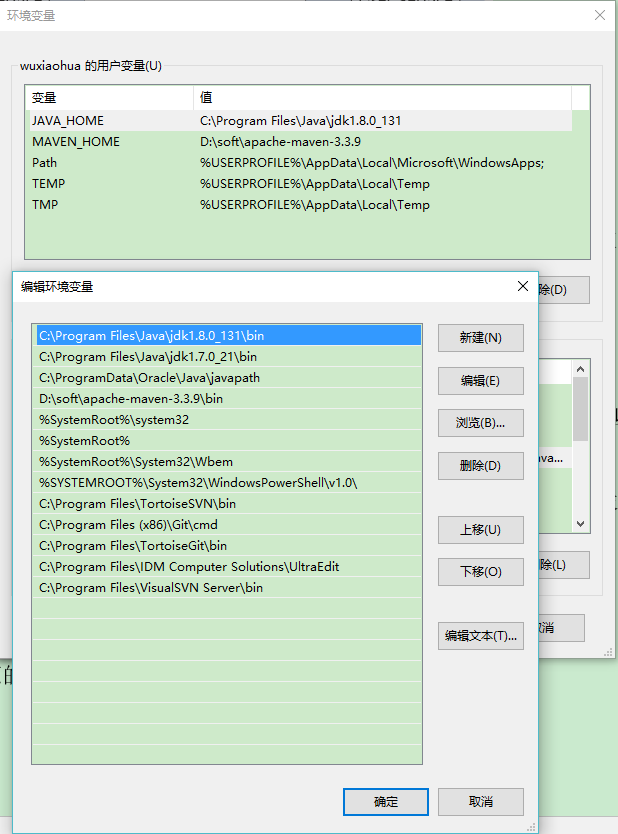 环境变量
wuxiaohua 的用户变量(U)
变量 值
JAVA_HOME C:\Program Files\Java\jdk1.8.0_131
MAVEN_HOME D:\soft\apache-maven-3.3.9
Path %USERPROFILE%\AppData\Local\Microsoft\WindowsApps;
TEMP %USERPROFILE%\AppData\Local\Temp
TMP %USERPROFILE%\AppData\Local\Temp
除(D)
编辑环境变量
C:\Program Files\Java\jdk1.8.0_131\bin
新建(N)
C:\Program Files\Java\jdk1.7.0_21\bin
C:\ProgramData\Oracle\Java\javapath
编辑(E)
D:\soft\apache-maven-3.3.9\bin
%SystemRoot%\system32
浏览(B)...
%SystemRoot%
%SystemRoot%\System32\Wbem
删除(D)
ava...
%SYSTEMROOT%\System32\WindowsPowerShell\v1.0\
C:\Program Files\TortoiseSVN\bin
C:\Program Files (x86)\Git\cmd
上移(U)
C:\Program Files\TortoiseGit\bin
C:\Program Files\IDM Computer Solutions\UltraEdit
下移(O)
除(L)
C:\Program Files\VisualSVN Server\bin
编辑文本(T)...
取消
确定
取消